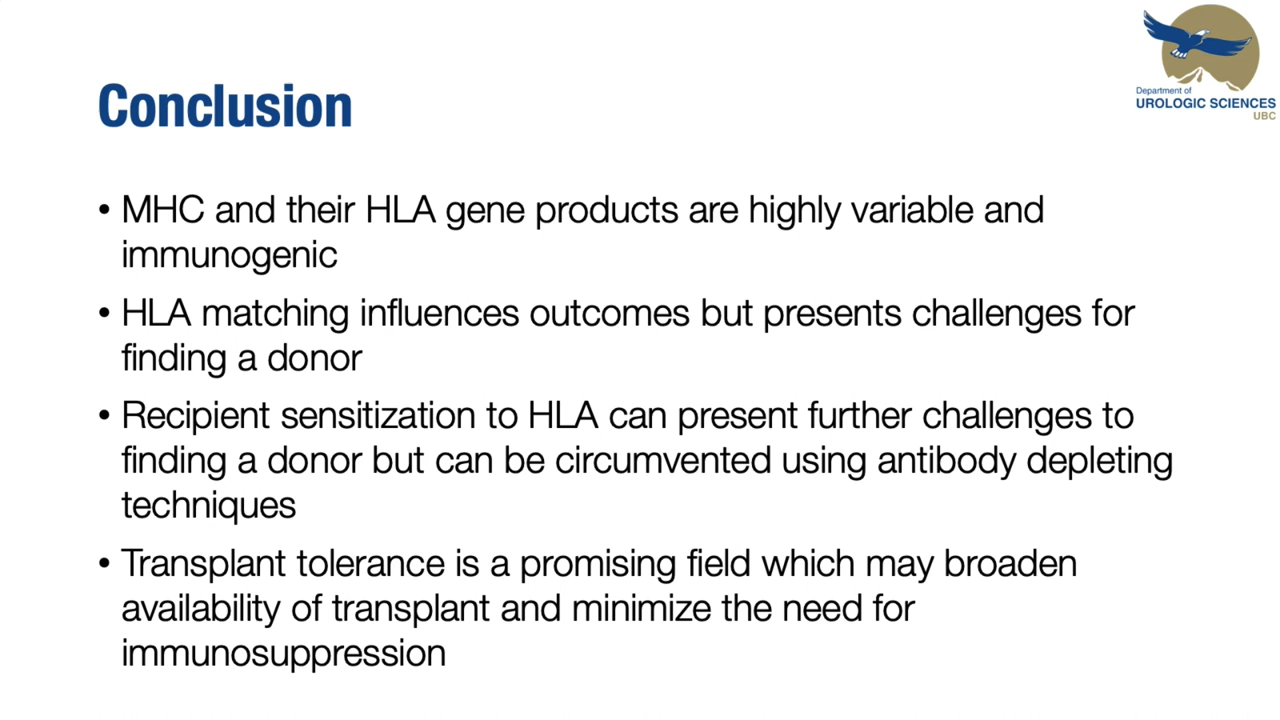 Department of
UROLOGIC SCIENCES
UBC
Conclusion
• MHC and their HLA gene products are highly variable and
immunogenic
• HLA matching influences outcomes but presents challenges for
finding a donor
• Recipient sensitization to HLA can present further challenges to
finding a donor but can be circumvented using antibody depleting
techniques
• Transplant tolerance is a promising field which may broaden
availability of transplant and minimize the need for
immunosuppression